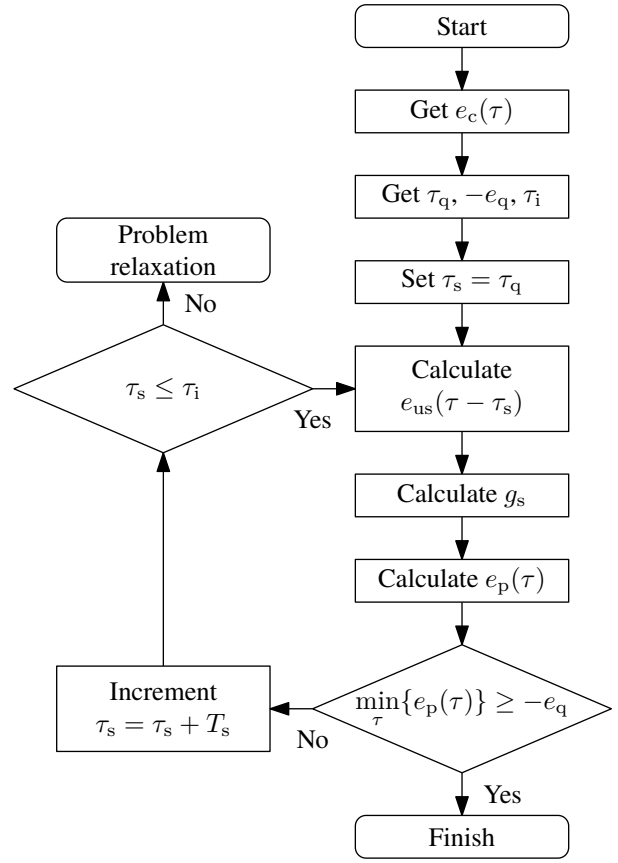 Start
Get e_c(τ)
Get τ_q, −e_q, τ_i
Set τ_s = τ_q
Problem
relaxation
No
τ_s ≤ τ_i
Yes
Calculate
e_us(τ − τ_s)
Calculate g_s
Calculate e_p(τ)
min_τ{e_p(τ)} ≥ −e_q
No
Increment
τ_s = τ_s + T_s
Yes
Finish